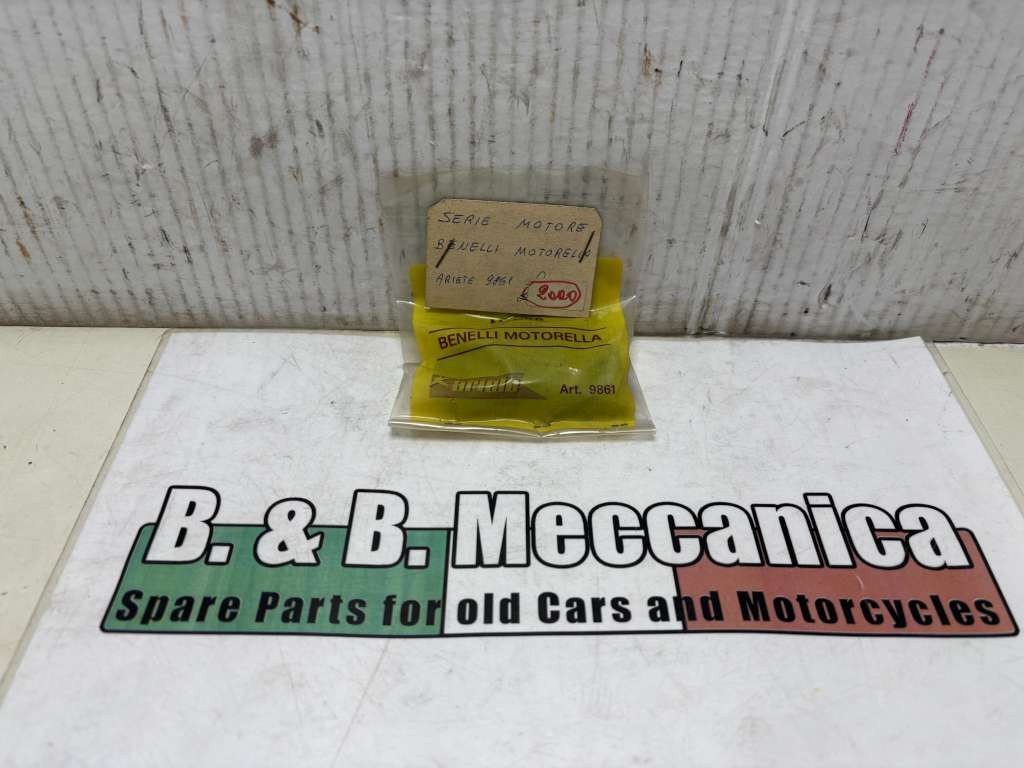 SERIE MOTORE
BENELLI MOTORELLA
ARIETE 9861
£ 2000
BENELLI MOTORELLA
ariete
Art. 9861
B. & B. Meccanica
Spare Parts for old Cars and Motorcycles